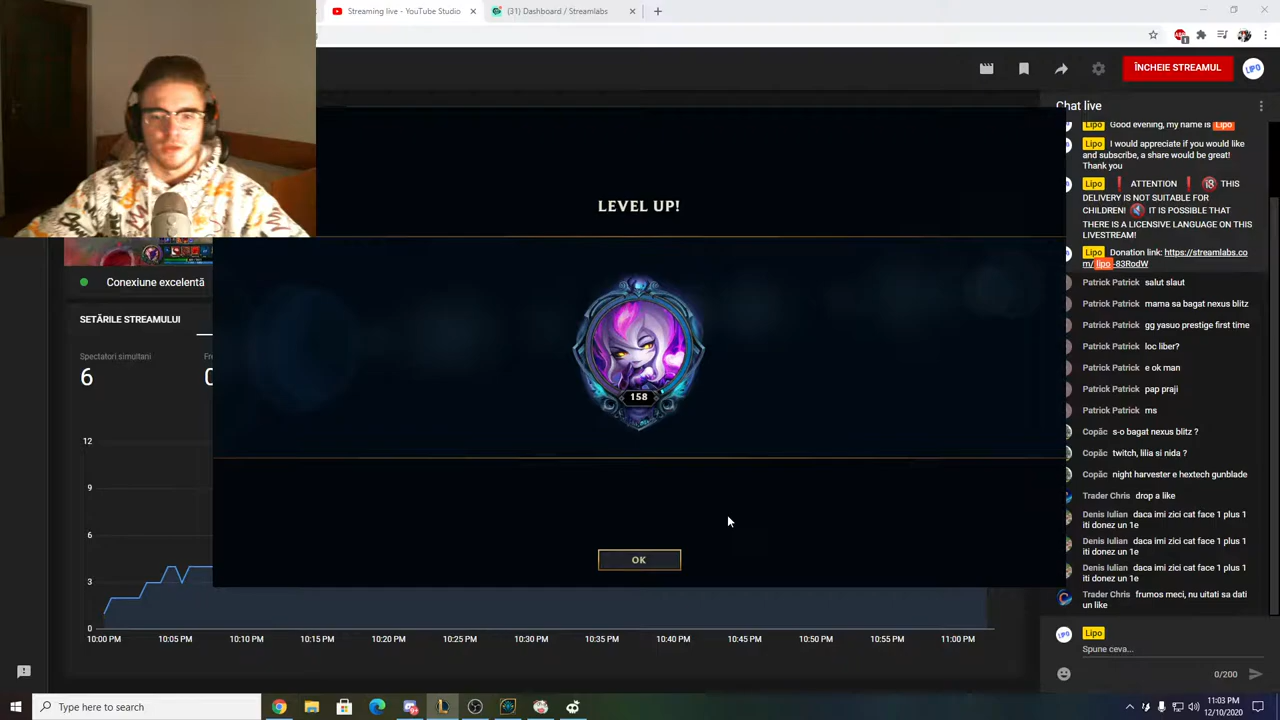 Streaming live - YouTube Studio
(31) Dashboard / Streamlabs
1
ÎNCHEIE STREAMUL
LIPO
Chat live
Lipo Good evening, my name is Lipo
Lipo I would appreciate if you would like
and subscribe, a share would be great!
Thank you
Lipo ❗ ATTENTION ❗ 🔞 THIS
DELIVERY IS NOT SUITABLE FOR
CHILDREN! 🔇 IT IS POSSIBLE THAT
THERE IS A LICENSIVE LANGUAGE ON THIS
LIVESTREAM!
Lipo Donation link: https://streamlabs.co
m/lipo-83RodW
Patrick Patrick salut slaut
Patrick Patrick mama sa bagat nexus blitz
Patrick Patrick gg yasuo prestige first time
Patrick Patrick loc liber?
Patrick Patrick e ok man
Patrick Patrick pap praji
Patrick Patrick ms
Copăc s-o bagat nexus blitz ?
Copăc twitch, lilia si nida ?
Copăc night harvester e hextech gunblade
Trader Chris drop a like
Denis Iulian daca imi zici cat face 1 plus 1
iti donez un 1e
Denis Iulian daca imi zici cat face 1 plus 1
iti donez un 1e
Denis Iulian daca imi zici cat face 1 plus 1
iti donez un 1e
Trader Chris frumos meci, nu uitati sa dati
un like
LIPO
Lipo
Spune ceva...
0/200
LEVEL UP!
158
OK
Conexiune excelentă
SETĂRILE STREAMULUI
Spectatori simultani
6
12
9
6
3
0
10:00 PM 10:05 PM 10:10 PM 10:15 PM 10:20 PM 10:25 PM 10:30 PM 10:35 PM 10:40 PM 10:45 PM 10:50 PM 10:55 PM 11:00 PM
Type here to search
11:03 PM
12/10/2020